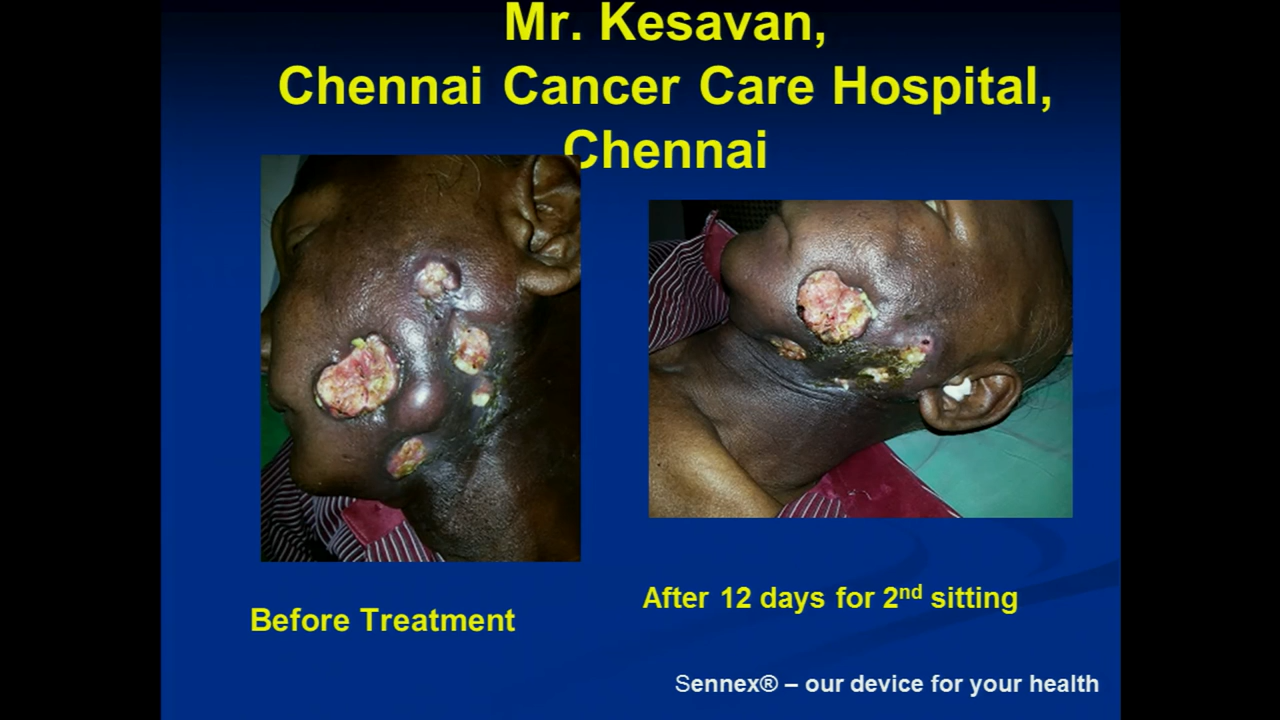 Mr. Kesavan,
Chennai Cancer Care Hospital,
Chennai
Before Treatment
After 12 days for 2nd sitting
Sennex® – our device for your health